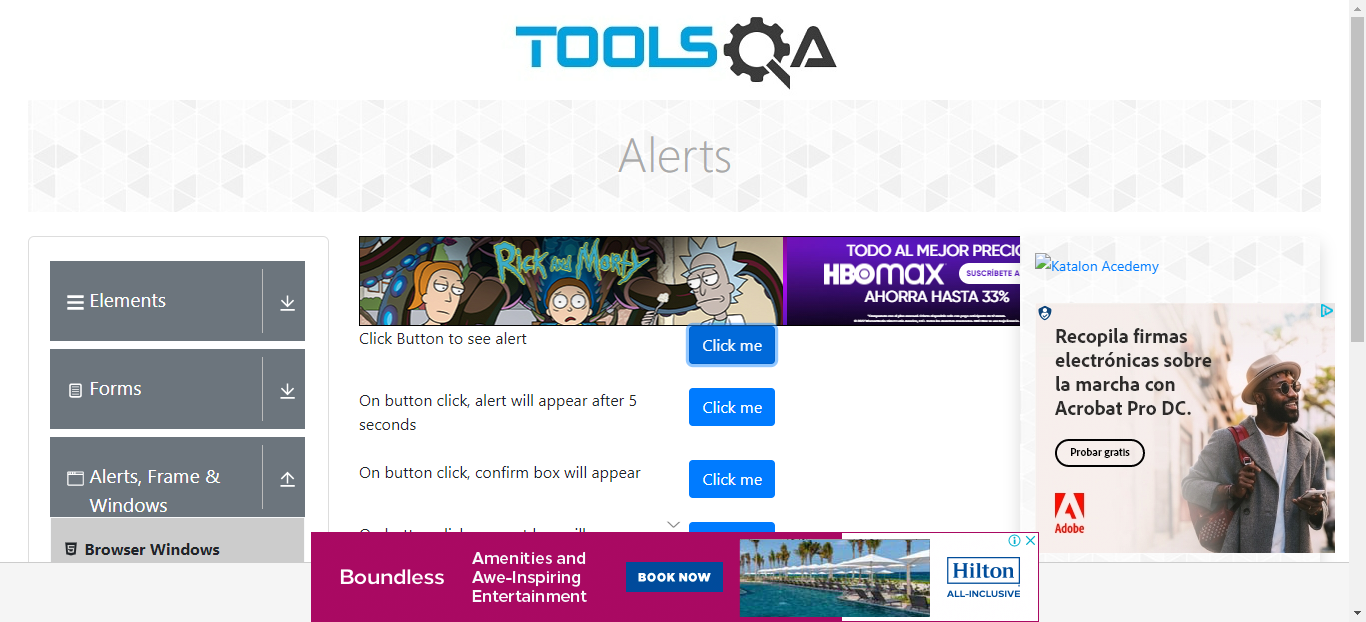 TOOLSQA
Alerts
Elements
Forms
Alerts, Frame &
Windows
Browser Windows
Rick and Morty
TODO AL MEJOR PRECIO
HBOMAX
SUSCRÍBETE A
AHORRA HASTA 33%
Click Button to see alert
Click me
On button click, alert will appear after 5
seconds
Click me
On button click, confirm box will appear
Click me
Katalon Acedemy
Recopila firmas
electrónicas sobre
la marcha con
Acrobat Pro DC.
Probar gratis
Adobe
Boundless
Amenities and
Awe-Inspiring
Entertainment
BOOK NOW
Hilton
ALL-INCLUSIVE